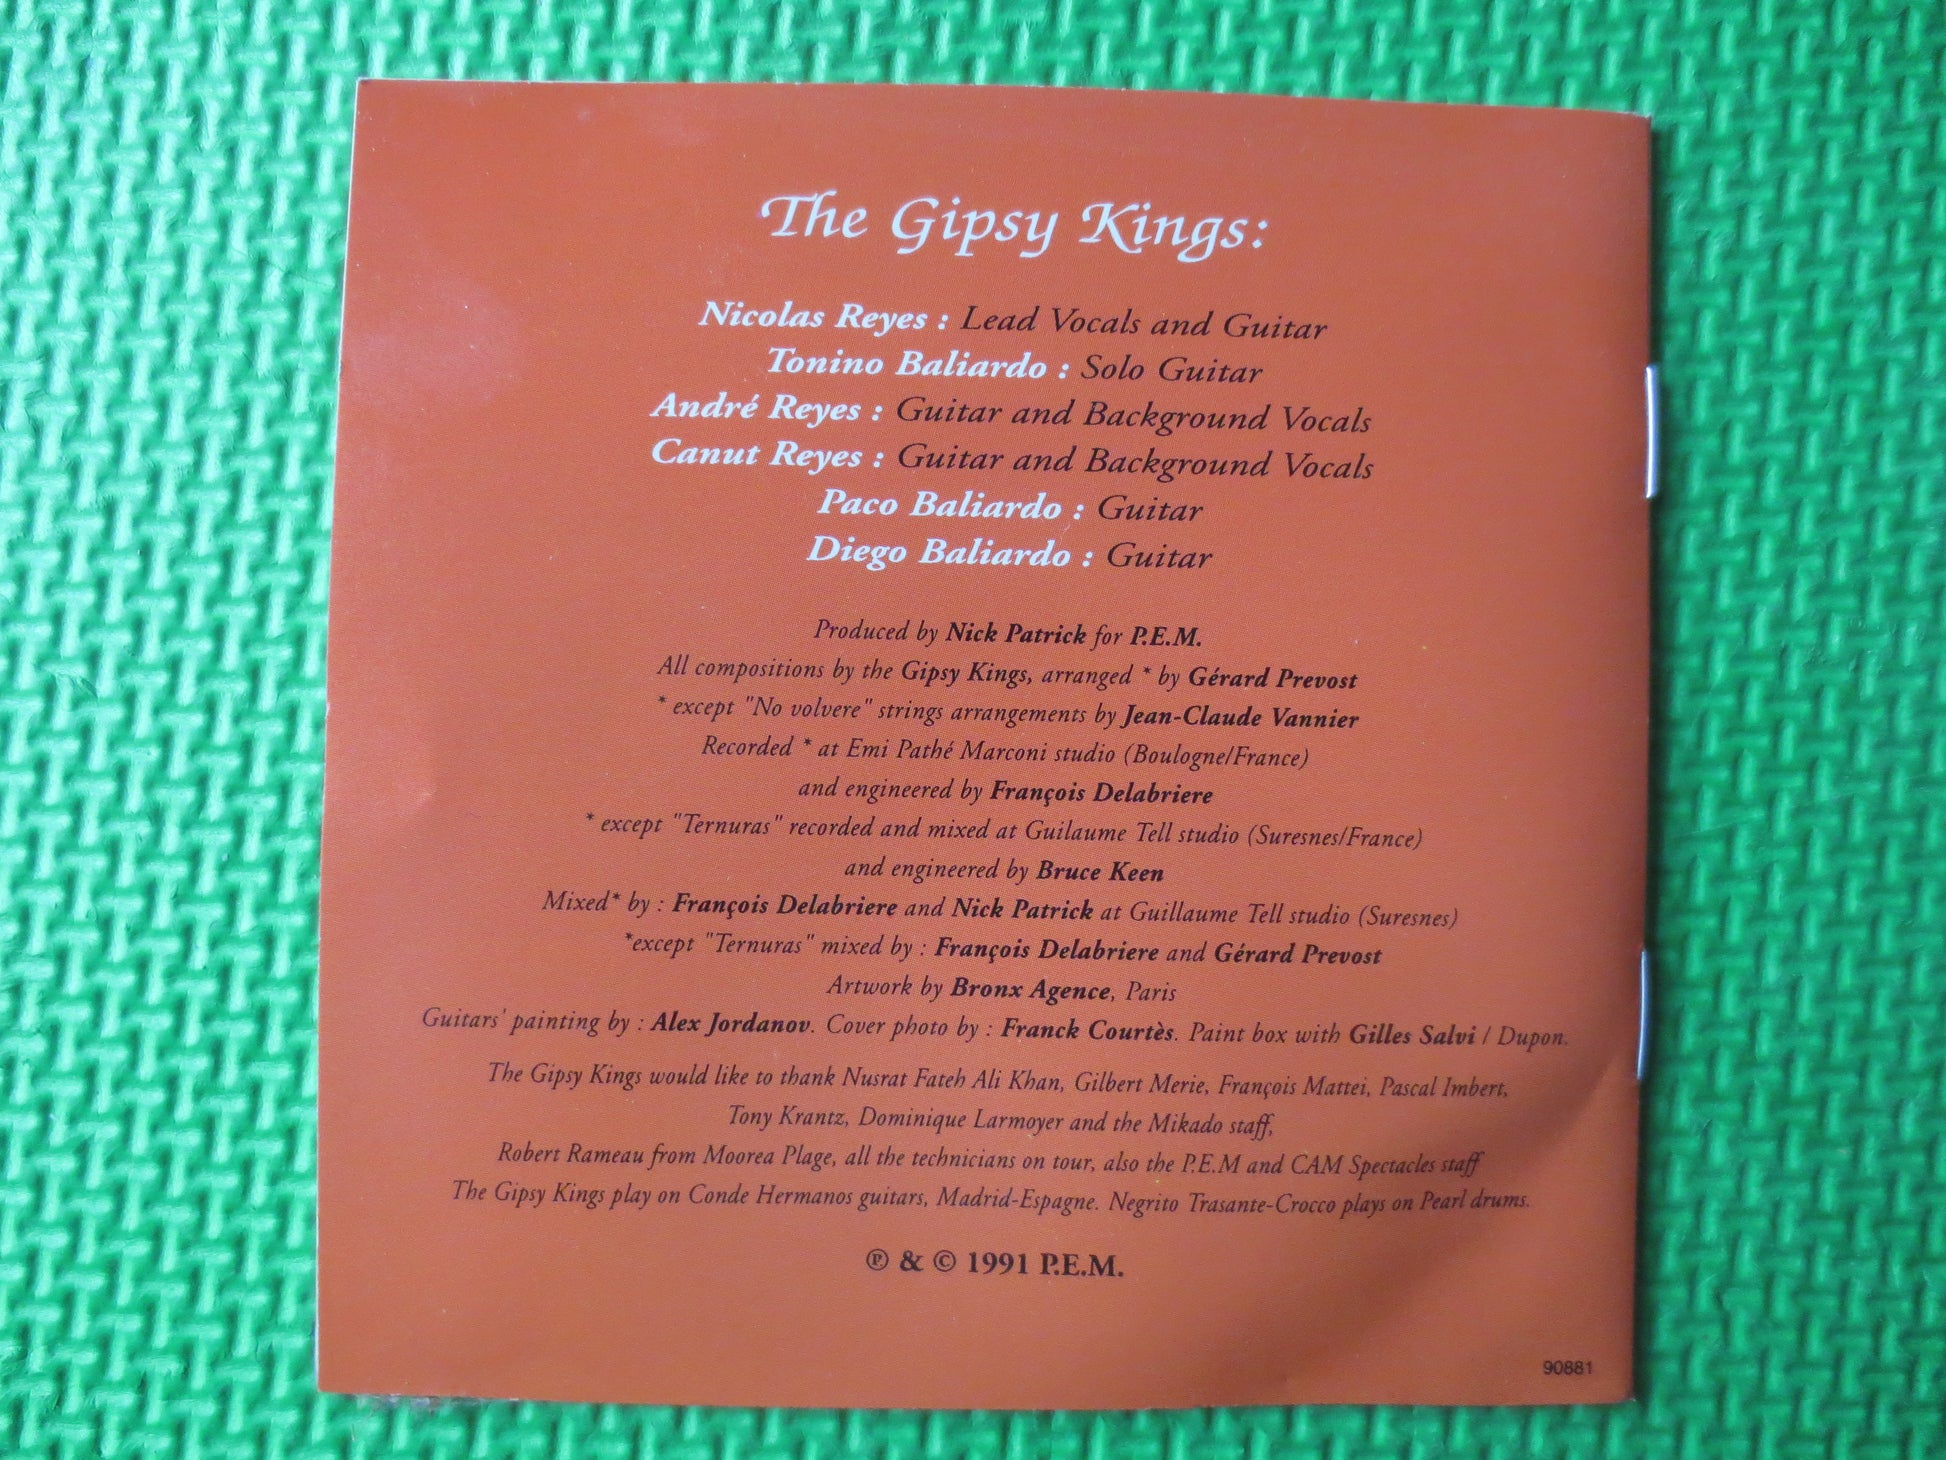 The Gipsy Kings:
Nicolas Reyes : Lead Vocals and Guitar
Tonino Baliardo : Solo Guitar
André Reyes : Guitar and Background Vocals
Canut Reyes : Guitar and Background Vocals
Paco Baliardo : Guitar
Diego Baliardo : Guitar
Produced by Nick Patrick for P.E.M.
All compositions by the Gipsy Kings, arranged * by Gérard Prevost
* except "No volvere" strings arrangements by Jean-Claude Vannier
Recorded * at Emi Pathé Marconi studio (Boulogne/France)
and engineered by François Delabriere
* except "Ternuras" recorded and mixed at Guilaume Tell studio (Suresnes/France)
and engineered by Bruce Keen
Mixed* by : François Delabriere and Nick Patrick at Guillaume Tell studio (Suresnes)
*except "Ternuras" mixed by : François Delabriere and Gérard Prevost
Artwork by Bronx Agence, Paris
Guitars' painting by : Alex Jordanov. Cover photo by : Franck Courtès. Paint box with Gilles Salvi / Dupon.
The Gipsy Kings would like to thank Nusrat Fateh Ali Khan, Gilbert Merie, François Mattei, Pascal Imbert,
Tony Krantz, Dominique Larmoyer and the Mikado staff,
Robert Rameau from Moorea Plage, all the technicians on tour, also the P.E.M and CAM Spectacles staff
The Gipsy Kings play on Conde Hermanos guitars, Madrid-Espagne. Negrito Trasante-Crocco plays on Pearl drums.
℗ & © 1991 P.E.M.
90881